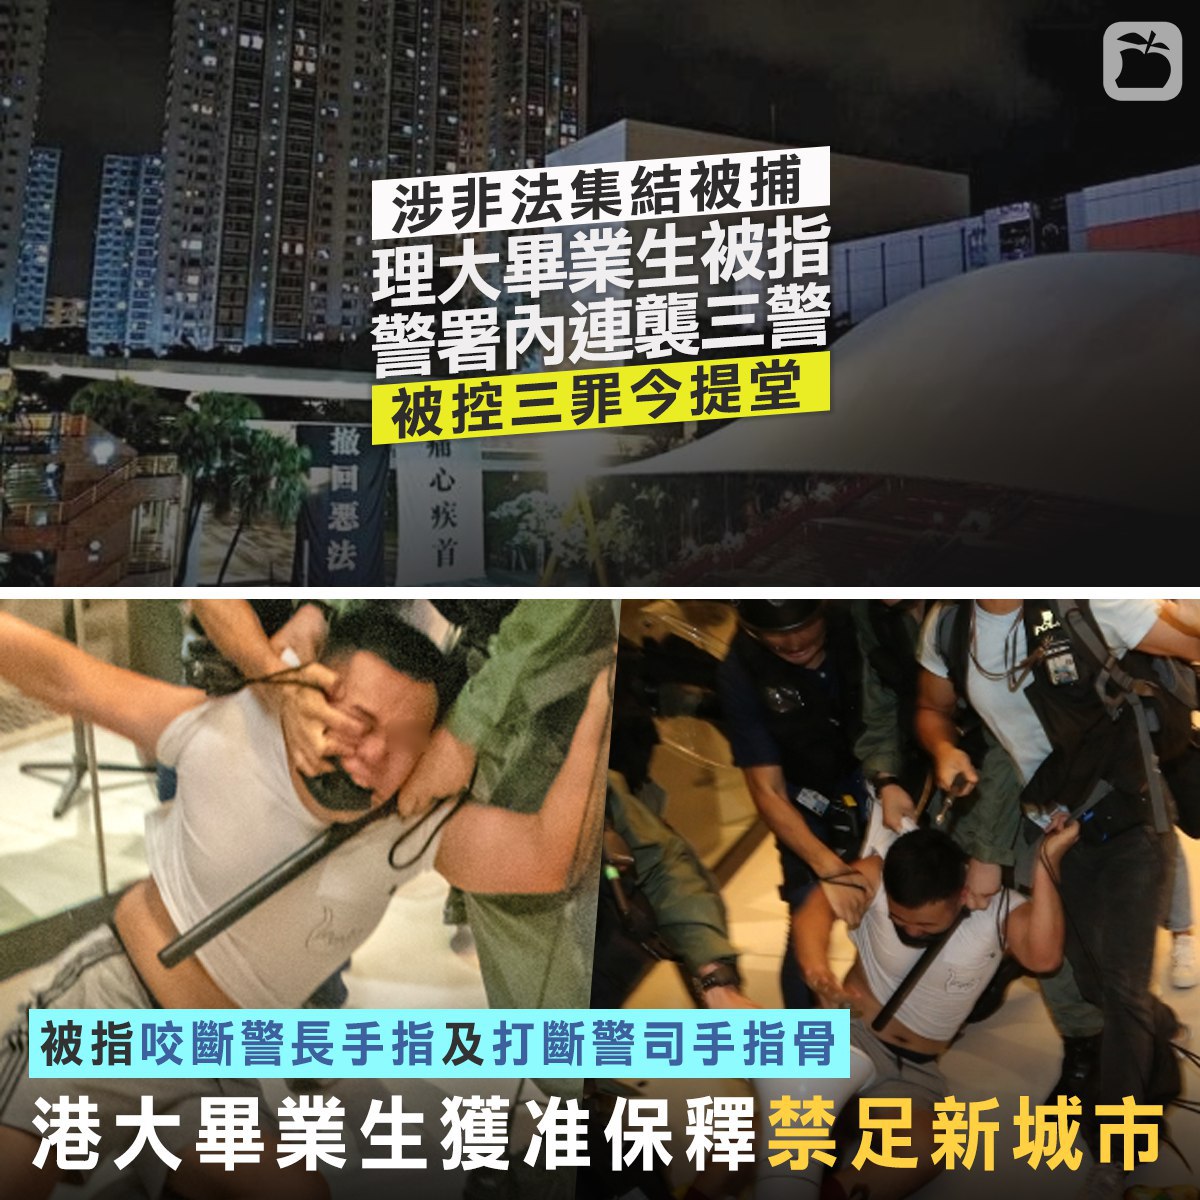 涉非法集結被捕
理大畢業生被指
警署內連襲三警
被控三罪今提堂
撤回惡法
痛心疾首
被指咬斷警長手指及打斷警司手指骨
港大畢業生獲准保釋禁足新城市